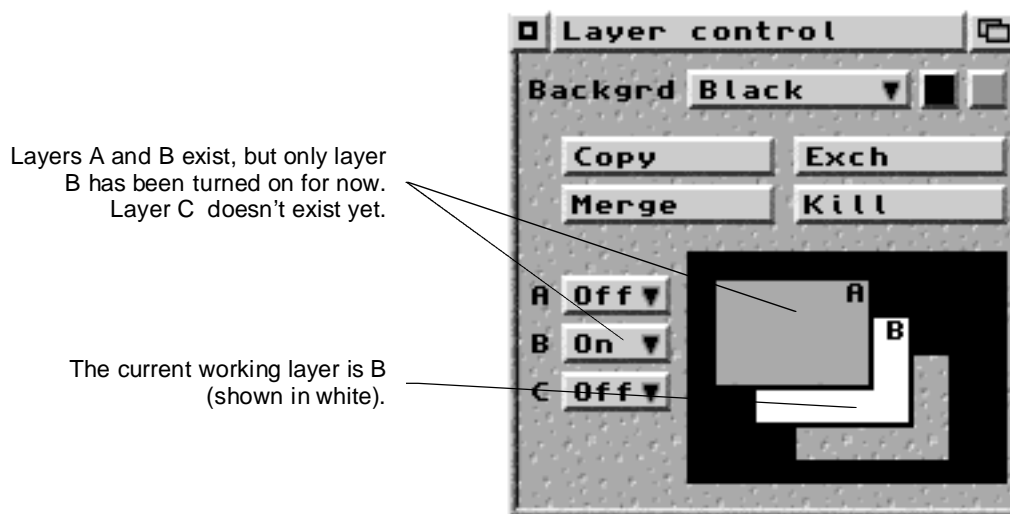 Layer control
Backgrd Black
Copy Exch
Merge Kill
Layers A and B exist, but only layer
B has been turned on for now.
Layer C doesn’t exist yet.
A Off
B On
C Off
A
B
The current working layer is B
(shown in white).